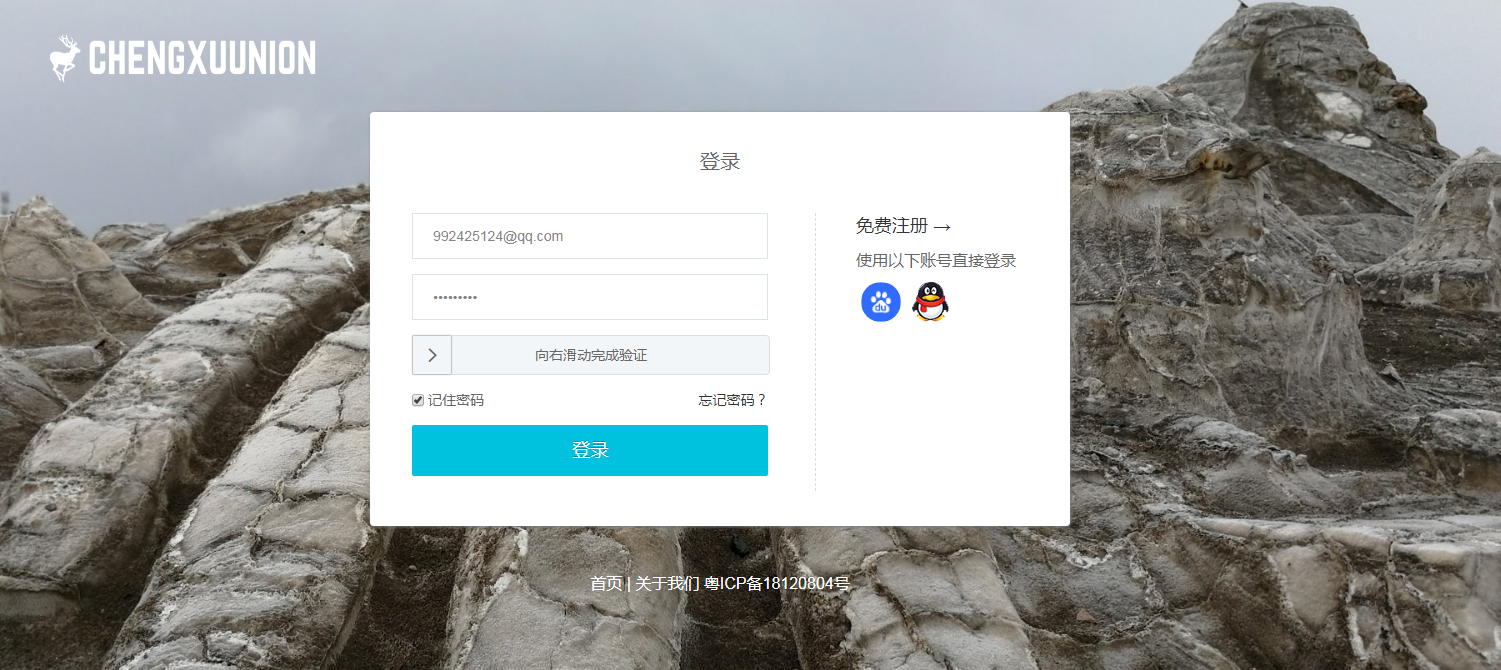 CHENGXUUNION
登录
992425124@qq.com
•••••••••
向右滑动完成验证
记住密码 忘记密码？
登录
免费注册 →
使用以下账号直接登录
du
首页 | 关于我们 粤ICP备18120804号